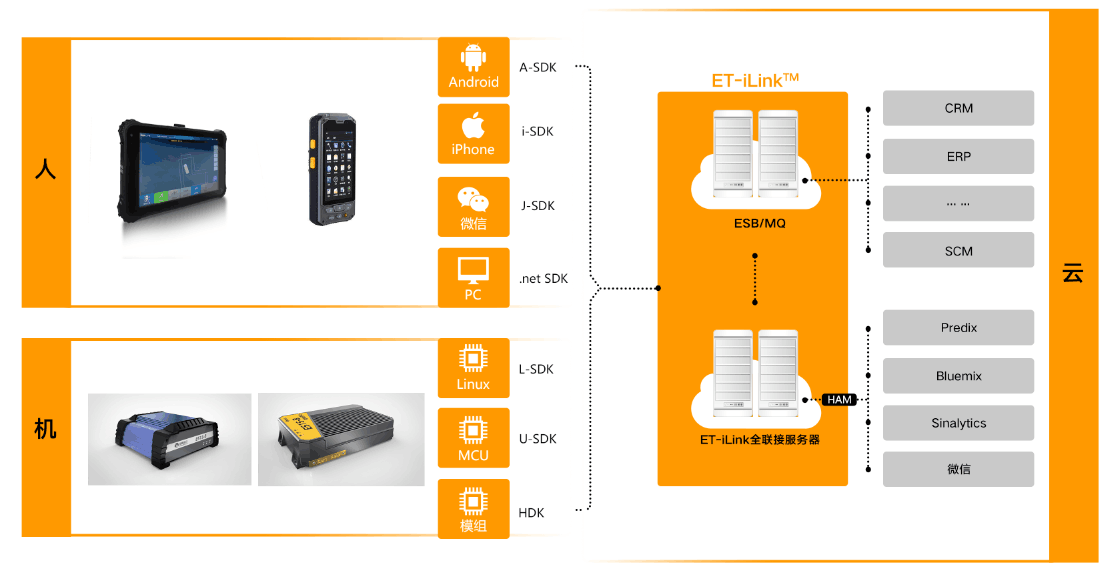 人
Android
A-SDK
iPhone
i-SDK
微信
J-SDK
PC
.net SDK
机
Linux
L-SDK
MCU
U-SDK
模组
HDK
ET-iLink™
ESB/MQ
ET-iLink全联接服务器
HAM
CRM
ERP
... ...
SCM
Predix
Bluemix
Sinalytics
微信
云